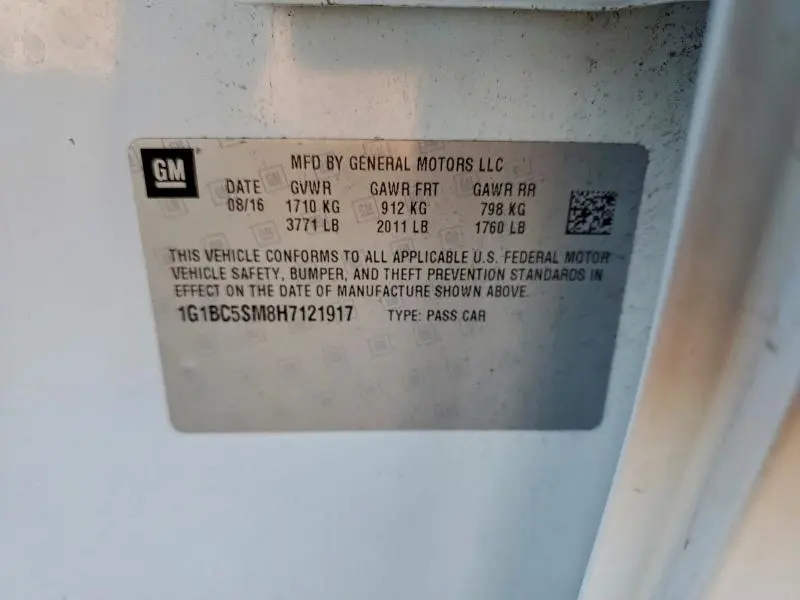 GM
MFD BY GENERAL MOTORS LLC
DATE GVWR GAWR FRT GAWR RR
08/16 1710 KG 912 KG 798 KG
3771 LB 2011 LB 1760 LB
THIS VEHICLE CONFORMS TO ALL APPLICABLE U.S. FEDERAL MOTOR
VEHICLE SAFETY, BUMPER, AND THEFT PREVENTION STANDARDS IN
EFFECT ON THE DATE OF MANUFACTURE SHOWN ABOVE.
1G1BC5SM8H7121917 TYPE: PASS CAR